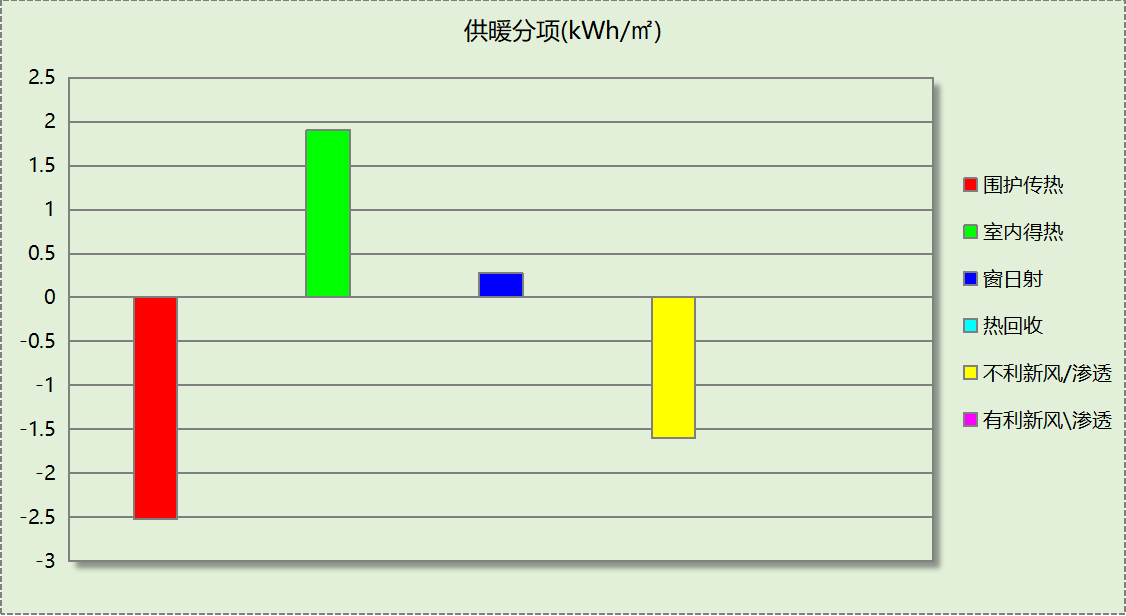 供暖分项(kWh/㎡)
2.5
2
1.5
1
0.5
0
-0.5
-1
-1.5
-2
-2.5
-3
围护传热
室内得热
窗日射
热回收
不利新风/渗透
有利新风\渗透